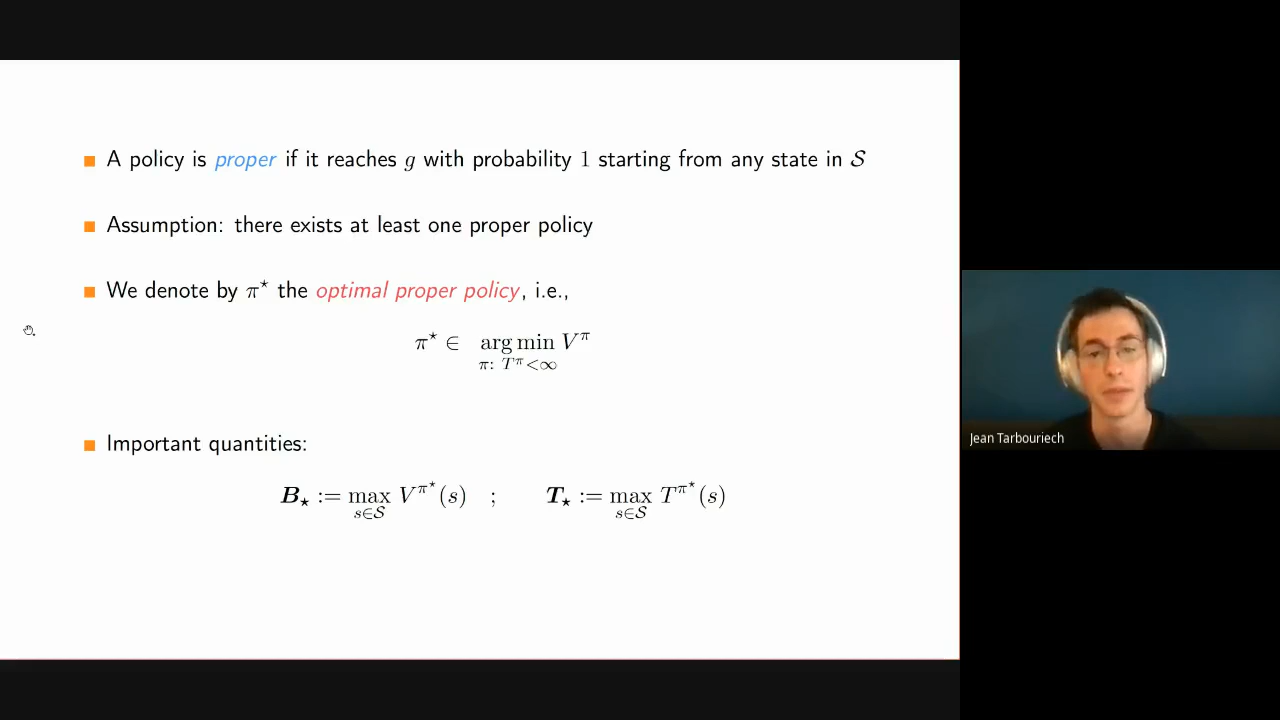 A policy is proper if it reaches g with probability 1 starting from any state in 𝒮
Assumption: there exists at least one proper policy
We denote by π⋆ the optimal proper policy, i.e.,
π⋆ ∈ arg min V^π
π: T^π<∞
Important quantities:
B⋆ := max V^{π⋆}(s) ; T⋆ := max T^{π⋆}(s)
s∈𝒮 s∈𝒮
Jean Tarbouriech